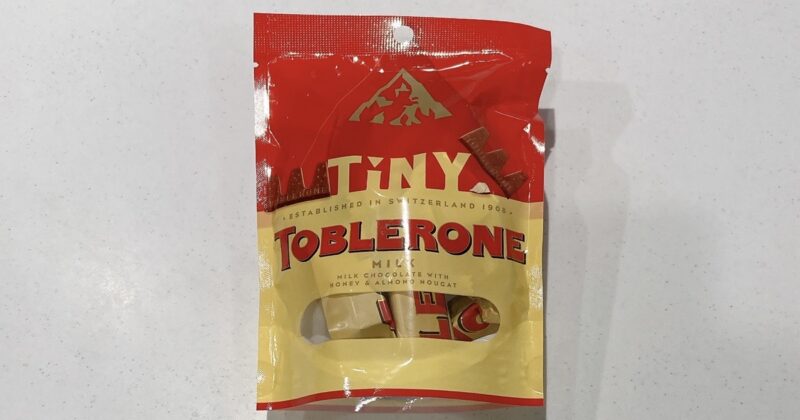 TiNY
• ESTABLISHED IN SWITZERLAND 1908 •
TOBLERONE
MILK
MILK CHOCOLATE WITH
HONEY & ALMOND NOUGAT